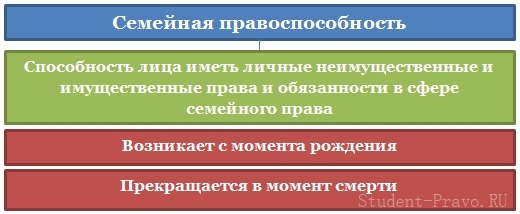 Семейная правоспособность
Способность лица иметь личные неимущественные и
имущественные права и обязанности в сфере
семейного права
Возникает с момента рождения
Прекращается в момент смерти
Student-Pravo.RU